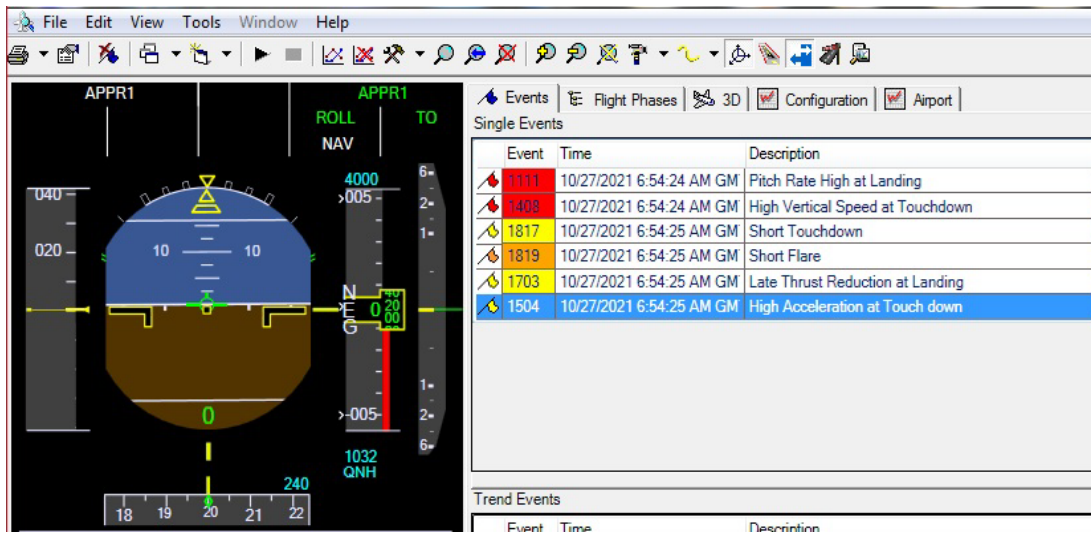 File Edit View Tools Window Help
APPR1 APPR1
ROLL TO
NAV
4000
6
>005
2
1
040
020
10 10
N
E
G
40
0 20
00
80
1
>-005
2
6
0
1032
QNH
240
18 19 20 21 22
Events Flight Phases 3D Configuration Airport
Single Events
Event Time Description
1111 10/27/2021 6:54:24 AM GM Pitch Rate High at Landing
1408 10/27/2021 6:54:24 AM GM High Vertical Speed at Touchdown
1817 10/27/2021 6:54:25 AM GM Short Touchdown
1819 10/27/2021 6:54:25 AM GM Short Flare
1703 10/27/2021 6:54:25 AM GM Late Thrust Reduction at Landing
1504 10/27/2021 6:54:25 AM GM High Acceleration at Touch down
Trend Events
Event Time Description